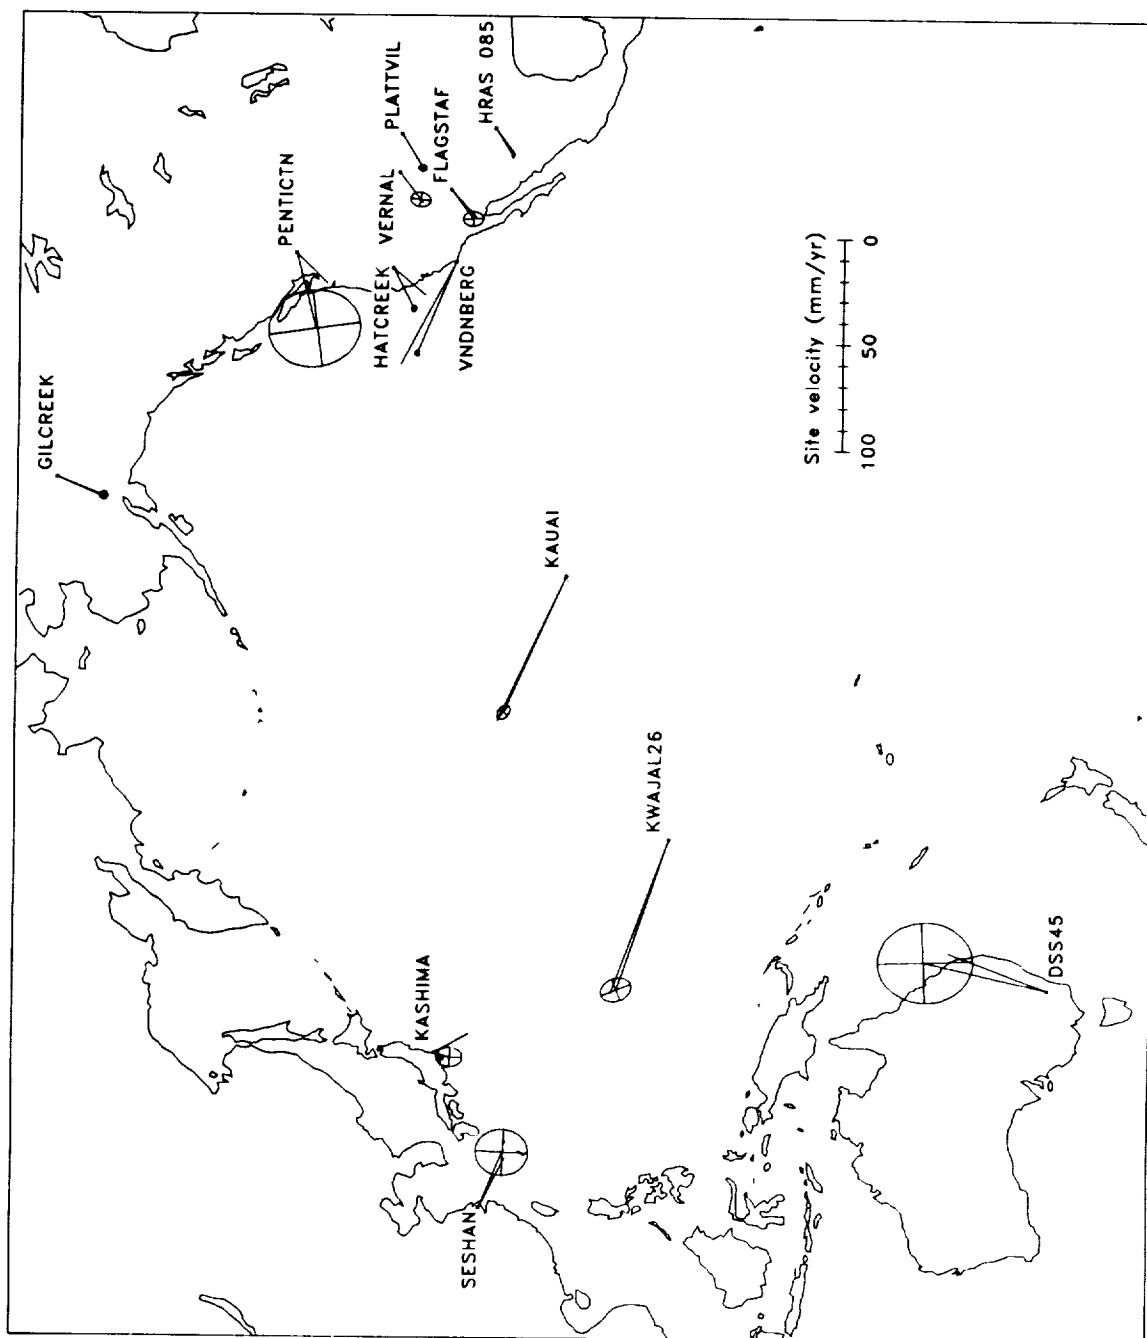 GILCREEK
PENTICTN
PLATTVIL
HRAS 085
VERNAL
FLAGSTAF
HATCREEK
VNDNBERG
KAUAI
KWAJAL26
KASHIMA
SESHAN
DSS45
Site velocity (mm/yr)
100 50 0